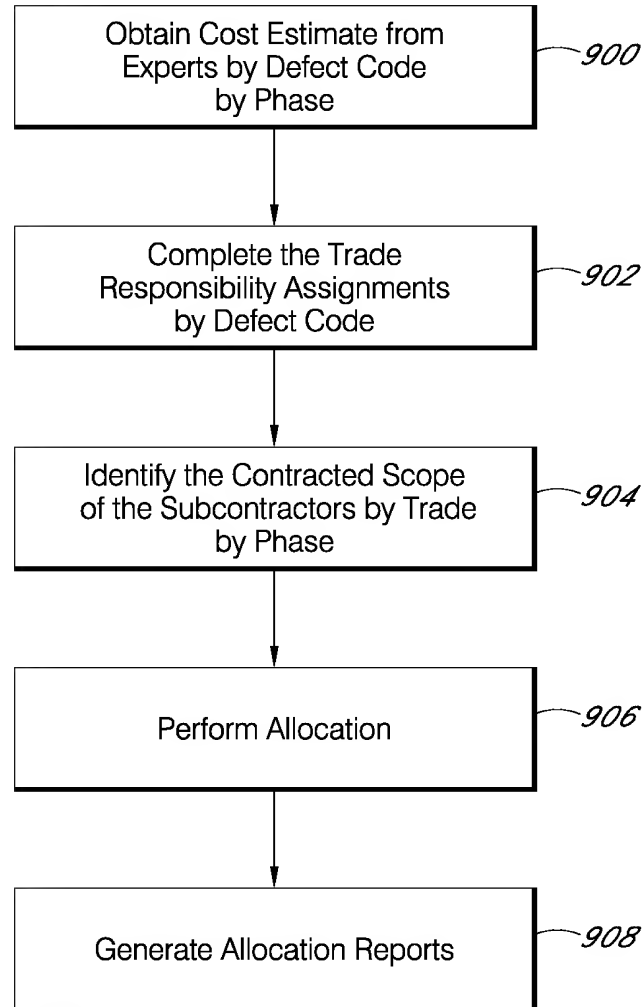 Obtain Cost Estimate from
Experts by Defect Code
by Phase
900
Complete the Trade
Responsibility Assignments
by Defect Code
902
Identify the Contracted Scope
of the Subcontractors by Trade
by Phase
904
Perform Allocation
906
Generate Allocation Reports
908